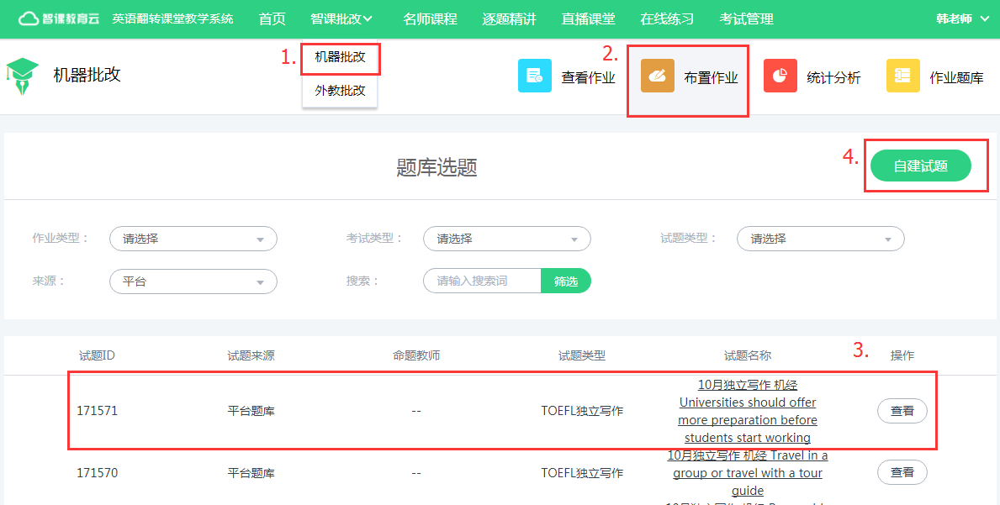 智课教育云 英语翻转课堂教学系统 首页 智课批改 名师课程 逐题精讲 直播课堂 在线练习 考试管理 韩老师
1. 机器批改
外教批改
机器批改
2.
查看作业 布置作业 统计分析 作业题库
题库选题
4. 自建试题
作业类型： 请选择 考试类型： 请选择 试题类型： 请选择
来源： 平台 搜索： 请输入搜索词 筛选
试题ID 试题来源 命题教师 试题类型 试题名称 3. 操作
171571 平台题库 -- TOEFL独立写作
10月独立写作 机经
Universities should offer
more preparation before
students start working
查看
171570 平台题库 -- TOEFL独立写作
10月独立写作 机经 Travel in a
group or travel with a tour
guide
查看